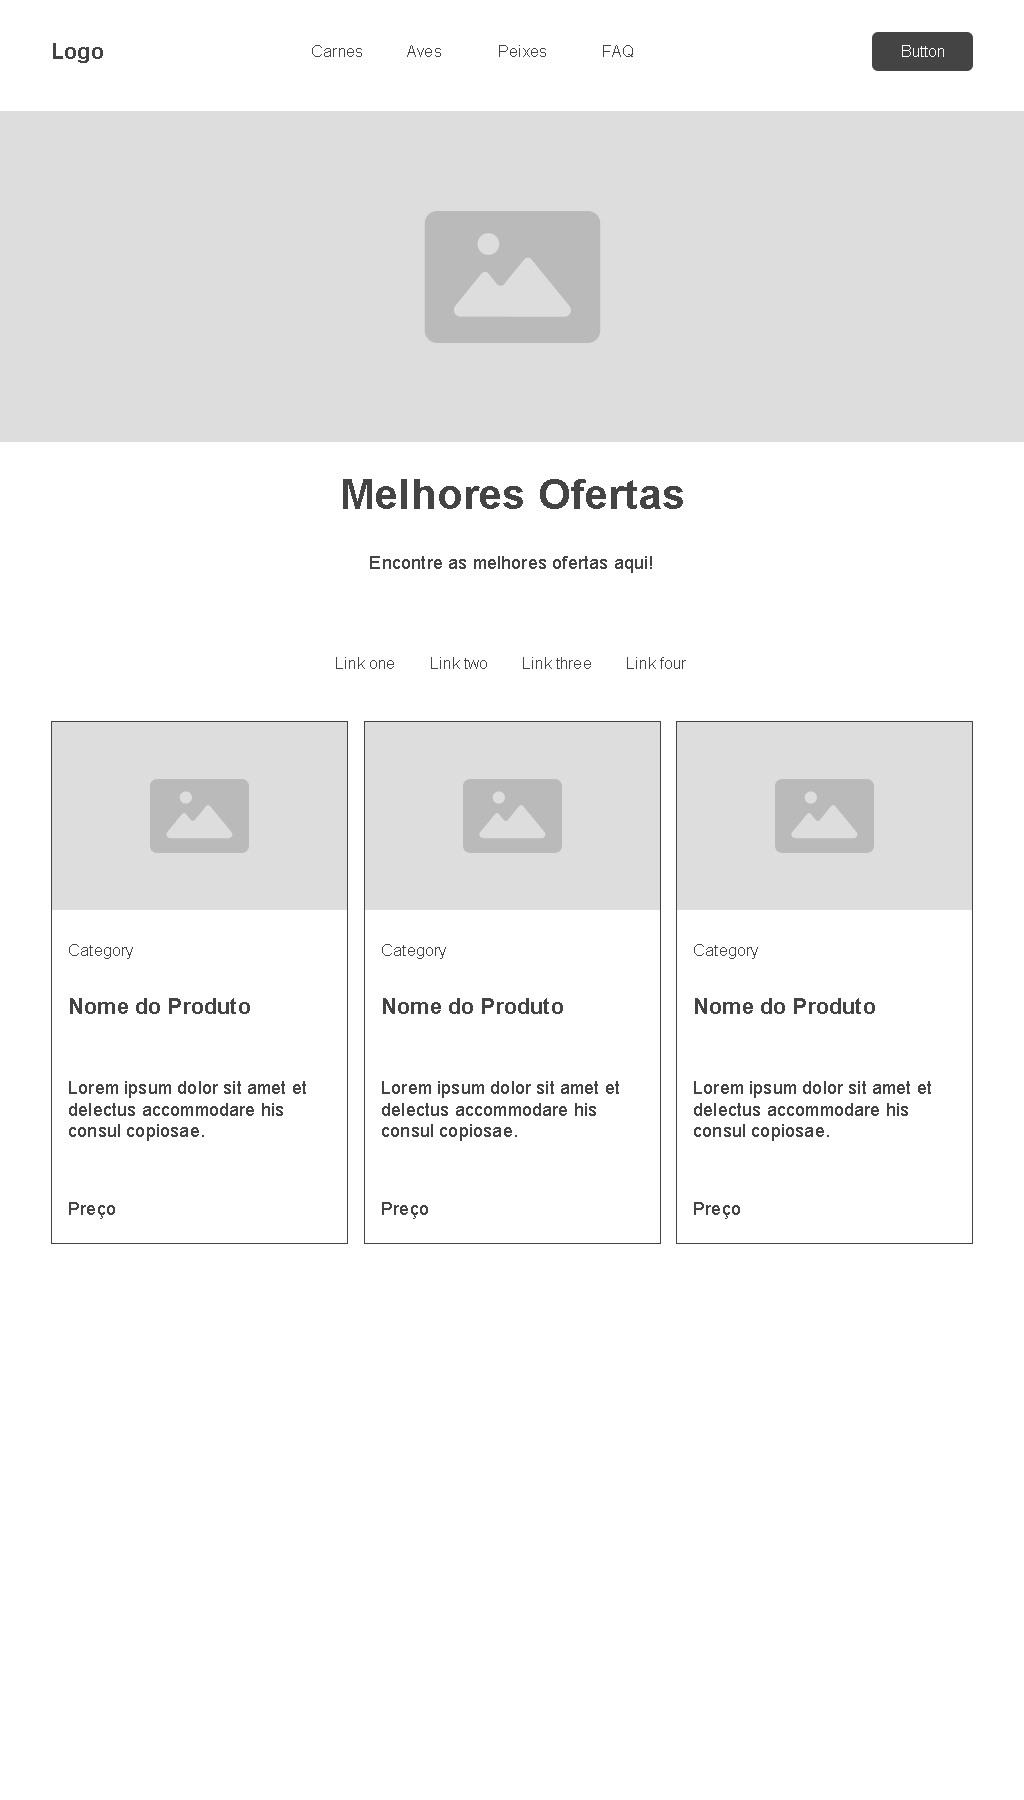 Logo
Carnes Aves Peixes FAQ
Button
Melhores Ofertas
Encontre as melhores ofertas aqui!
Link one Link two Link three Link four
Category
Nome do Produto
Lorem ipsum dolor sit amet et
delectus accommodare his
consul copiosae.
Preço
Category
Nome do Produto
Lorem ipsum dolor sit amet et
delectus accommodare his
consul copiosae.
Preço
Category
Nome do Produto
Lorem ipsum dolor sit amet et
delectus accommodare his
consul copiosae.
Preço